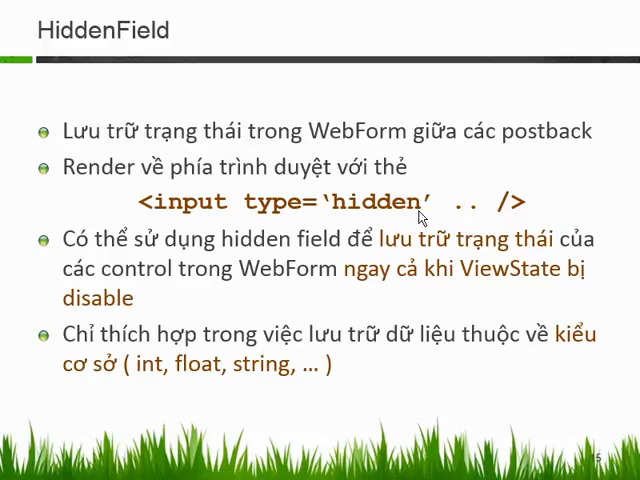 HiddenField
Lưu trữ trạng thái trong WebForm giữa các postback
Render về phía trình duyệt với thẻ
<input type=‘hidden’ .. />
Có thể sử dụng hidden field để lưu trữ trạng thái của
các control trong WebForm ngay cả khi ViewState bị
disable
Chỉ thích hợp trong việc lưu trữ dữ liệu thuộc về kiểu
cơ sở ( int, float, string, … )
15